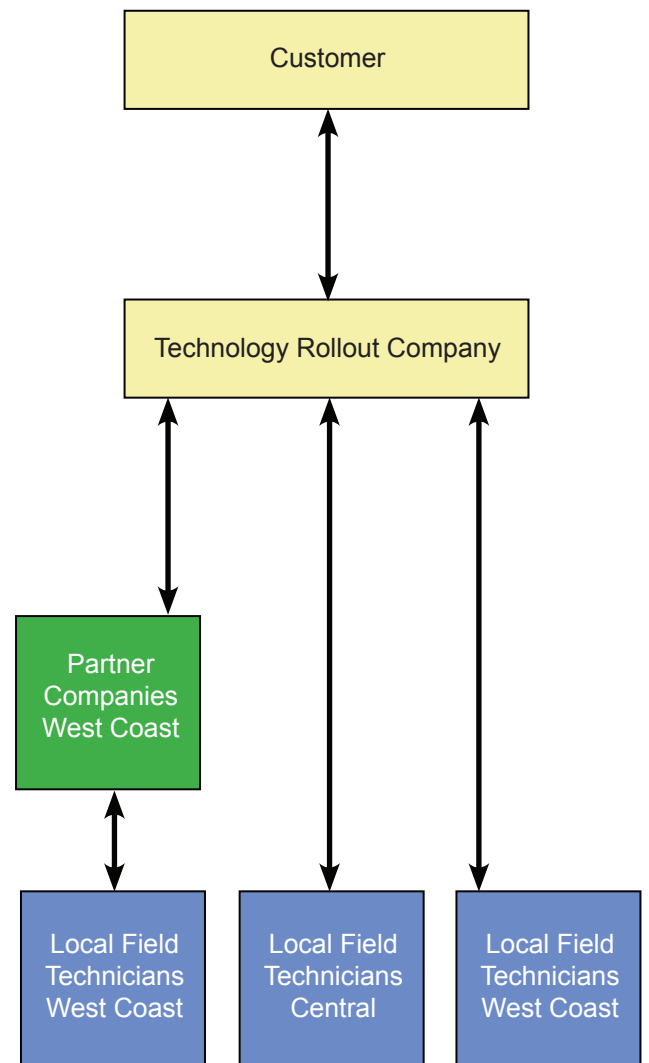 Customer
Technology Rollout Company
Partner
Companies
West Coast
Local Field
Technicians
West Coast
Local Field
Technicians
Central
Local Field
Technicians
West Coast